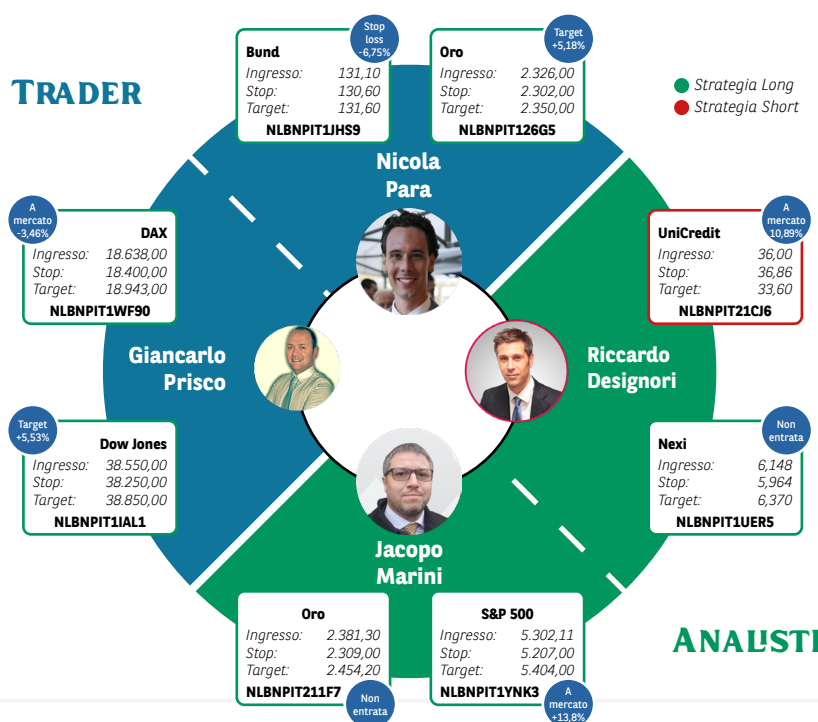 TRADER
Bund
Stop
loss
-6,75%
Ingresso: 131,10
Stop: 130,60
Target: 131,60
NLBNPIT1JHS9
Oro
Target
+5,18%
Ingresso: 2.326,00
Stop: 2.302,00
Target: 2.350,00
NLBNPIT126G5
Strategia Long
Strategia Short
Nicola
Para
A
mercato
-3,46%
DAX
Ingresso: 18.638,00
Stop: 18.400,00
Target: 18.943,00
NLBNPIT1WF90
UniCredit
A
mercato
10,89%
Ingresso: 36,00
Stop: 36,86
Target: 33,60
NLBNPIT21CJ6
Giancarlo
Prisco
Riccardo
Designori
Target
+5,53%
Dow Jones
Ingresso: 38.550,00
Stop: 38.250,00
Target: 38.850,00
NLBNPIT1IAL1
Nexi
Non
entrata
Ingresso: 6,148
Stop: 5,964
Target: 6,370
NLBNPIT1UER5
Jacopo
Marini
Oro
Ingresso: 2.381,30
Stop: 2.309,00
Target: 2.454,20
NLBNPIT211F7
Non
entrata
S&P 500
Ingresso: 5.302,11
Stop: 5.207,00
Target: 5.404,00
NLBNPIT1YNK3
A
mercato
+13,8%
ANALISTI